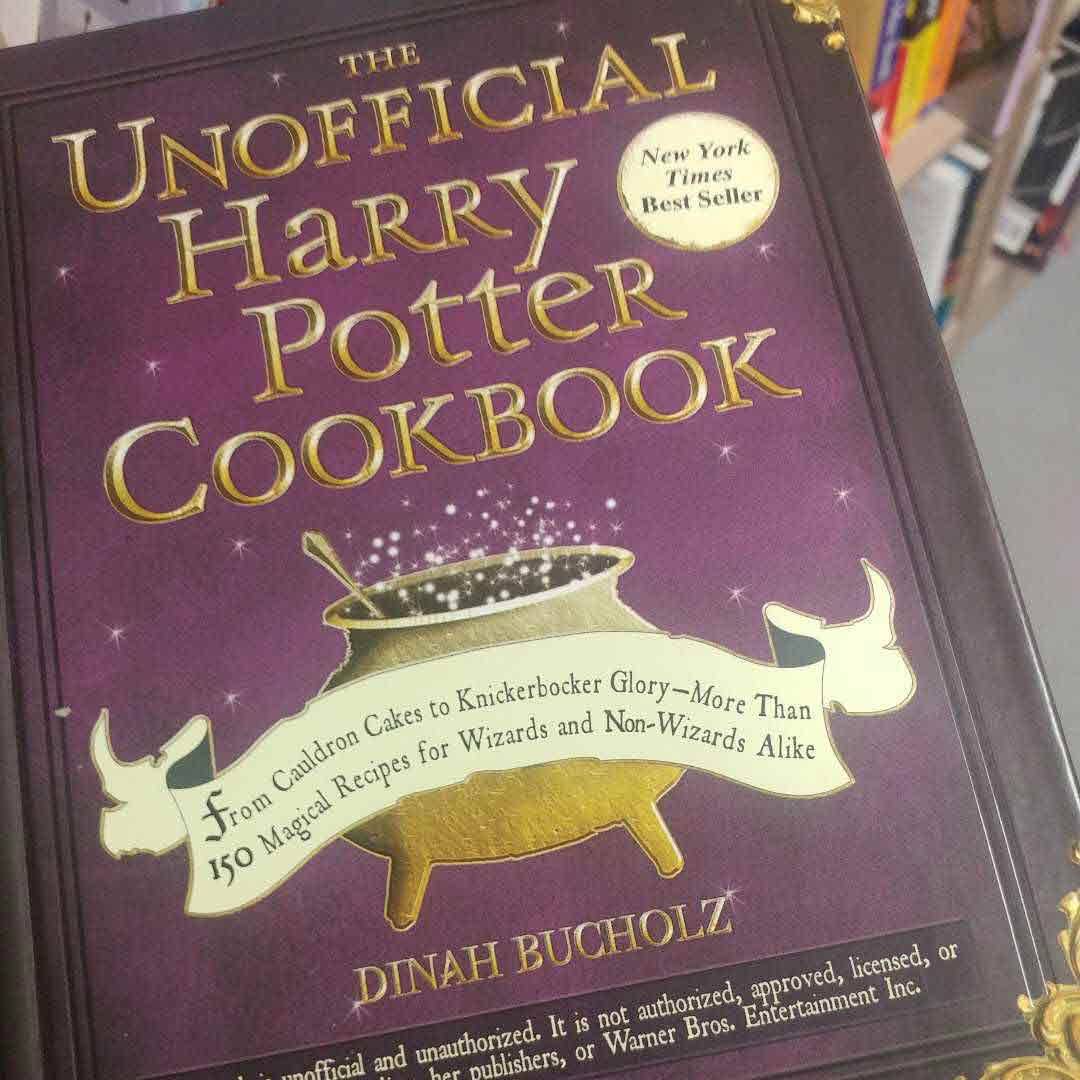 THE
UNOFFICIAL
Harry
Potter
COOKBOOK
New York
Times
Best Seller
From Cauldron Cakes to Knickerbocker Glory—More Than
150 Magical Recipes for Wizards and Non-Wizards Alike
DINAH BUCHOLZ
unofficial and unauthorized. It is not authorized, approved, licensed, or
her publishers, or Warner Bros. Entertainment Inc.